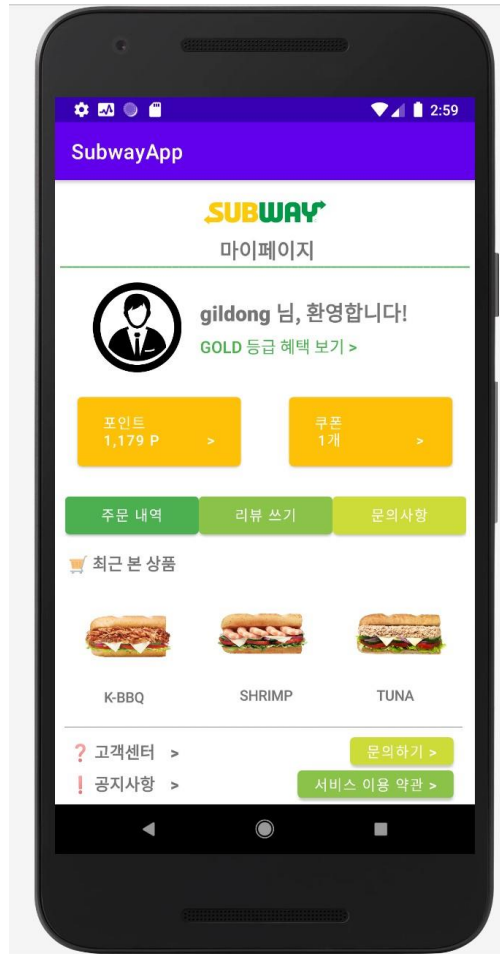 2:59
SubwayApp
SUBWAY
마이페이지
gildong 님, 환영합니다!
GOLD 등급 혜택 보기 >
포인트
1,179 P >
쿠폰
1개 >
주문 내역 리뷰 쓰기 문의사항
최근 본 상품
K-BBQ SHRIMP TUNA
❓ 고객센터 > 문의하기 >
❗ 공지사항 > 서비스 이용 약관 >